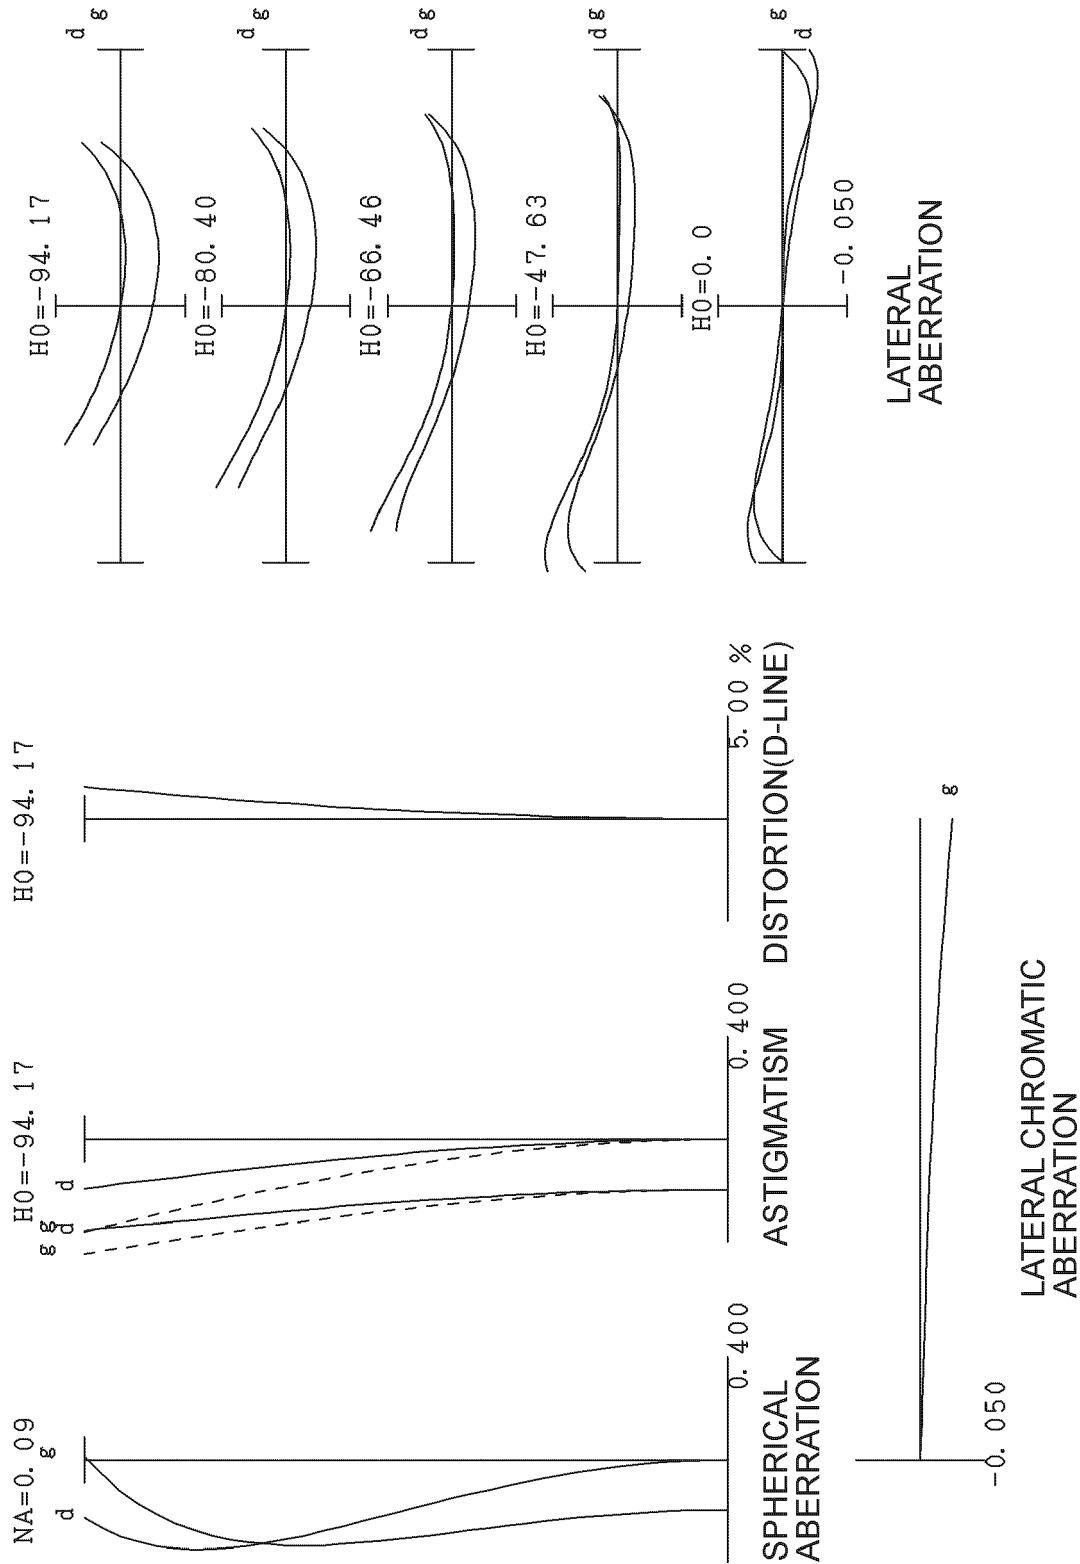 NA=0. 09
d
g
0. 400
SPHERICAL
ABERRATION
H0=-94. 17
g g
d
d
0. 400
ASTIGMATISM
H0=-94. 17
5. 00 %
DISTORTION(D-LINE)
-0. 050
g
LATERAL CHROMATIC
ABERRATION
H0=-94. 17
d g
H0=-80. 40
d g
H0=-66. 46
d g
H0=-47. 63
d g
H0=0. 0
g
d
-0. 050
LATERAL
ABERRATION